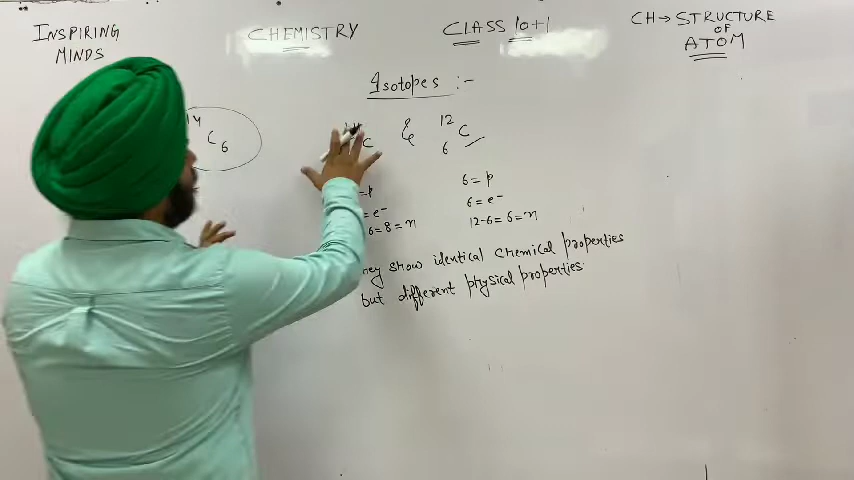 INSPIRING
MINDS
CHEMISTRY
CLASS 10+1
CH→ STRUCTURE
OF
ATOM
Isotopes :-
14 C 6
C & 12 6 C
= p
= e⁻
6 = 8 = n
6 = p
6 = e⁻
12-6 = 6 = n
hey show identical chemical properties
but different physical properties.